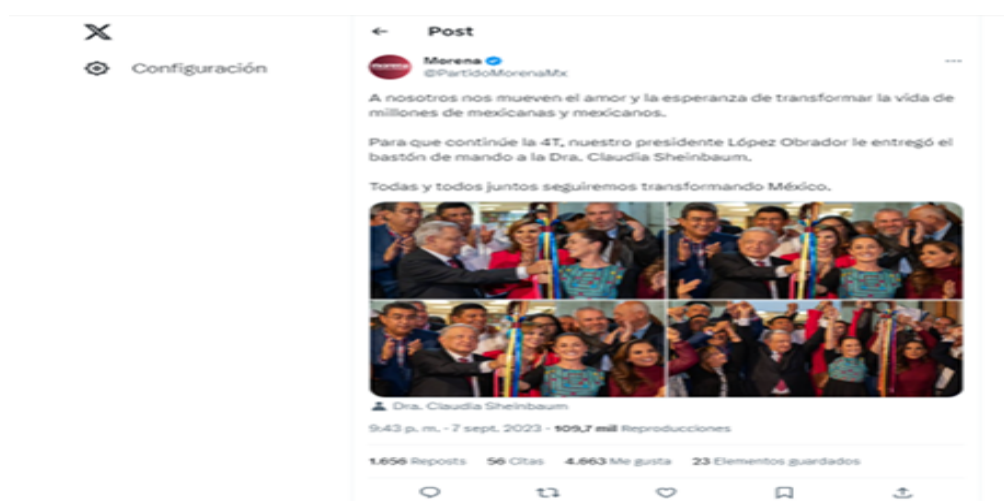 Configuración
Post
Morena
@PartidoMorenaMx
A nosotros nos mueven el amor y la esperanza de transformar la vida de
millones de mexicanas y mexicanos.
Para que continúe la 4T, nuestro presidente López Obrador le entregó el
bastón de mando a la Dra. Claudia Sheinbaum.
Todas y todos juntos seguiremos transformando México.
Dra. Claudia Sheinbaum
9:43 p. m. · 7 sept. 2023 · 109,7 mil Reproducciones
1.656 Reposts 56 Citas 4.663 Me gusta 23 Elementos guardados